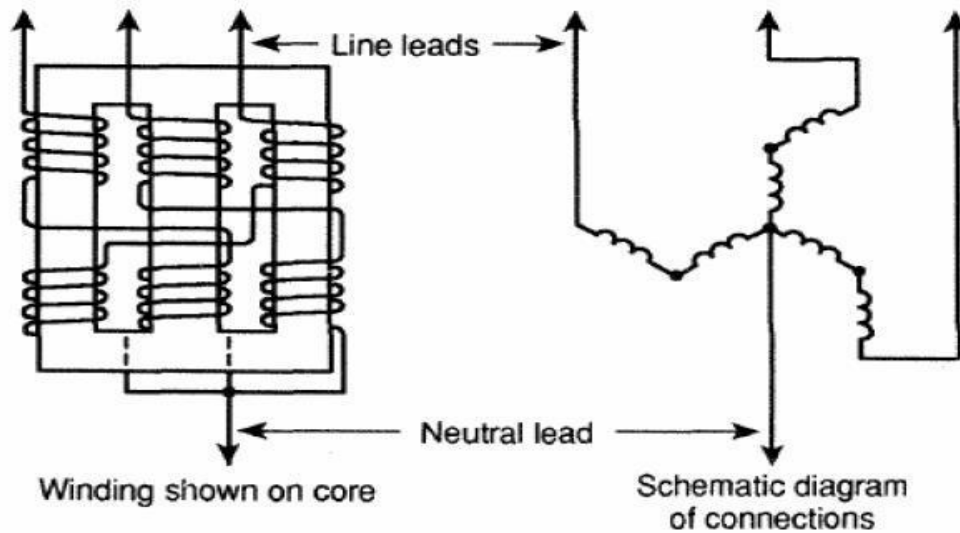 Line leads
Neutral lead
Winding shown on core
Schematic diagram
of connections